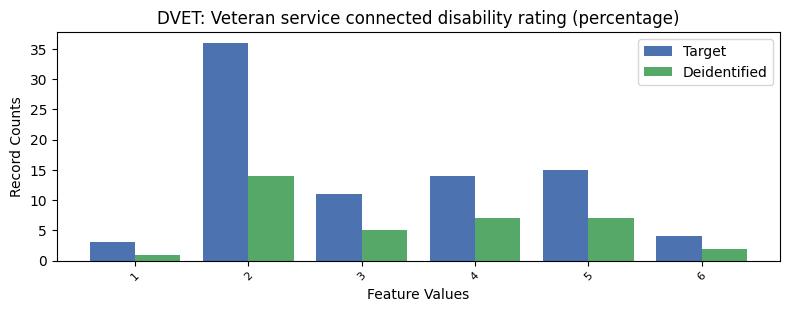 DVET: Veteran service connected disability rating (percentage)
Record Counts
35
30
25
20
15
10
5
0
Target
Deidentified
1 2 3 4 5 6
Feature Values